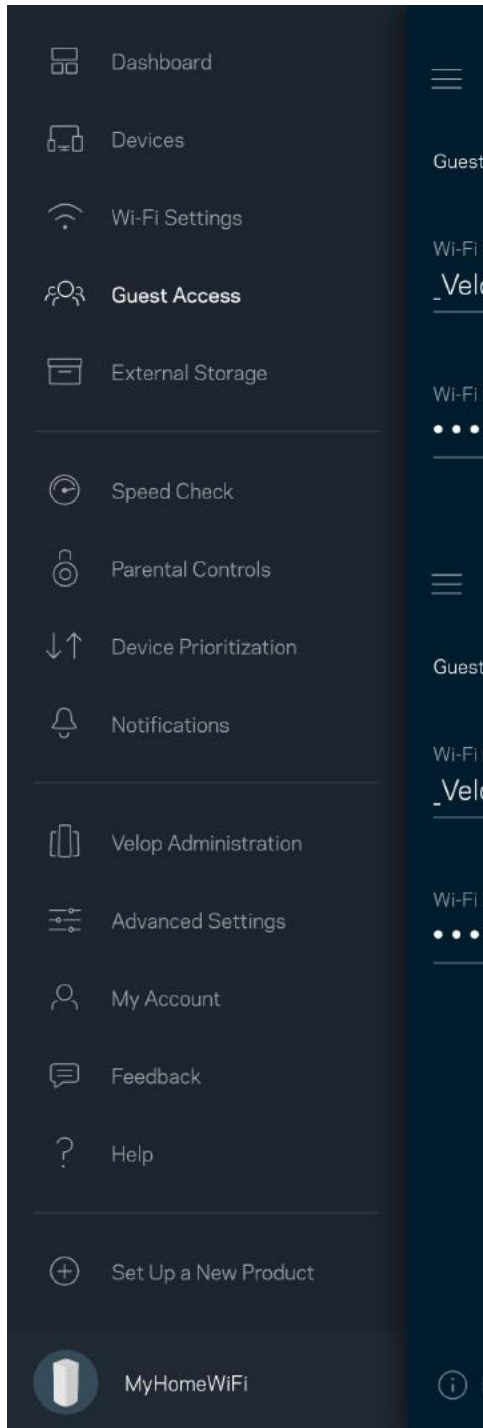 Dashboard
Devices
Wi-Fi Settings
Guest Access
External Storage
Speed Check
Parental Controls
Device Prioritization
Notifications
Velop Administration
Advanced Settings
My Account
Feedback
? Help
Set Up a New Product
MyHomeWiFi
Guest
Wi-Fi
_Velo
Wi-Fi
•••
Guest
Wi-Fi
_Velo
Wi-Fi
•••